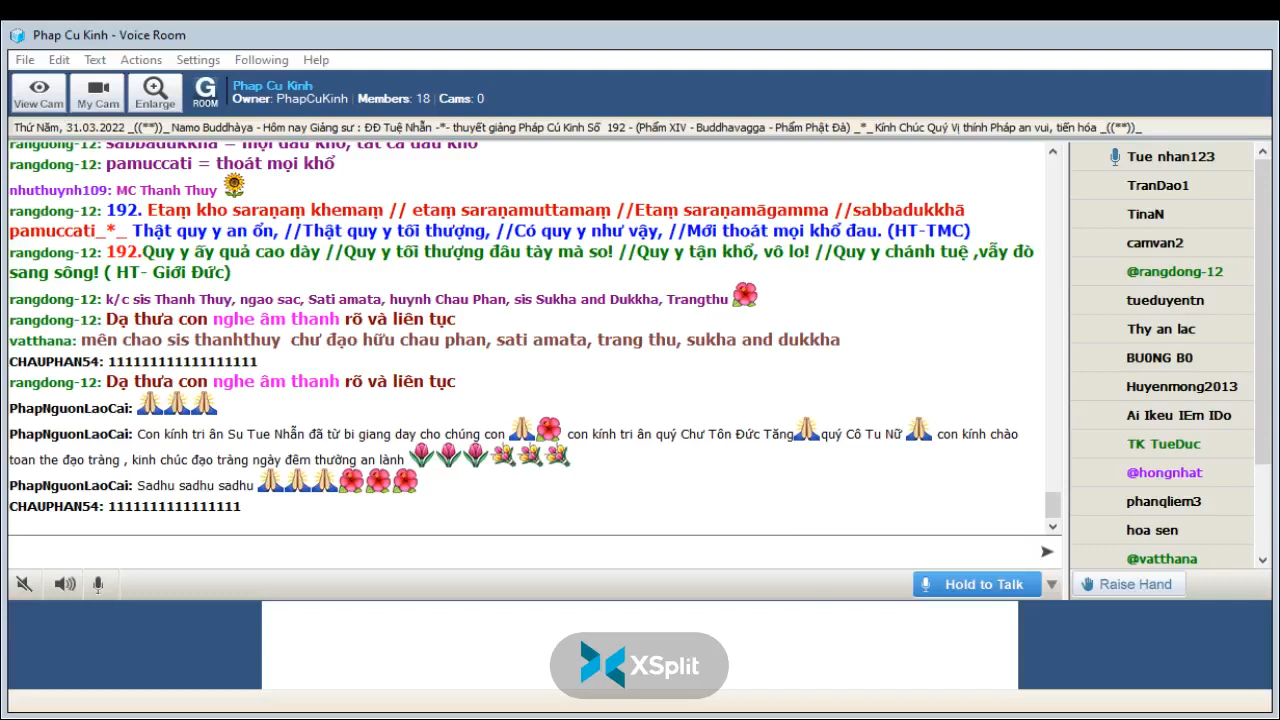 Phap Cu Kinh - Voice Room
File Edit Text Actions Settings Following Help
View Cam
My Cam
Enlarge
G ROOM
Phap Cu Kinh
Owner: PhapCuKinh | Members: 18 | Cams: 0
Thứ Năm, 31.03.2022 _((**))_ Namo Buddhàya - Hôm nay Giảng sư : ĐĐ Tuệ Nhẫn -*- thuyết giảng Pháp Cú Kinh Số 192 - (Phẩm XIV - Buddhavagga - Phẩm Phật Đà) _*_ Kính Chúc Quý Vị thính Pháp an vui, tiến hóa _((**))_
rangdong-12: sabbadukkha = mọi đau khổ, tất cả đau khổ
rangdong-12: pamuccati = thoát mọi khổ
nhuthuynh109: MC Thanh Thuy
rangdong-12: 192. Etaṃ kho saraṇaṃ khemaṃ // etaṃ saraṇamuttamaṃ //Etaṃ saraṇamāgamma //sabbadukkhā
pamuccati_*_ Thật quy y an ổn, //Thật quy y tối thượng, //Có quy y như vậy, //Mới thoát mọi khổ đau. (HT-TMC)
rangdong-12: 192.Quy y ấy quả cao dày //Quy y tối thượng đâu tày mà so! //Quy y tận khổ, vô lo! //Quy y chánh tuệ ,vẫy đò
sang sông! ( HT- Giới Đức)
rangdong-12: k/c sis Thanh Thuy, ngao sac, Sati amata, huynh Chau Phan, sis Sukha and Dukkha, Trangthu
rangdong-12: Dạ thưa con nghe âm thanh rõ và liên tục
vatthana: mên chao sis thanhthuy chư đạo hữu chau phan, sati amata, trang thu, sukha and dukkha
CHAUPHAN54: 111111111111111111
rangdong-12: Dạ thưa con nghe âm thanh rõ và liên tục
PhapNguonLaoCai:
PhapNguonLaoCai: Con kính tri ân Su Tue Nhẫn đã từ bi giang day cho chúng con con kính tri ân quý Chư Tôn Đức Tăng quý Cô Tu Nữ con kính chào
toan the đạo tràng , kinh chúc đạo tràng ngày đêm thường an lành
PhapNguonLaoCai: Sadhu sadhu sadhu
CHAUPHAN54: 1111111111111111
Hold to Talk
Tue nhan123
TranDao1
TinaN
camvan2
@rangdong-12
tueduyentn
Thy an lac
BU0NG B0
Huyenmong2013
Ai Ikeu IEm IDo
TK TueDuc
@hongnhat
phanqliem3
hoa sen
@vatthana
Raise Hand
XSplit